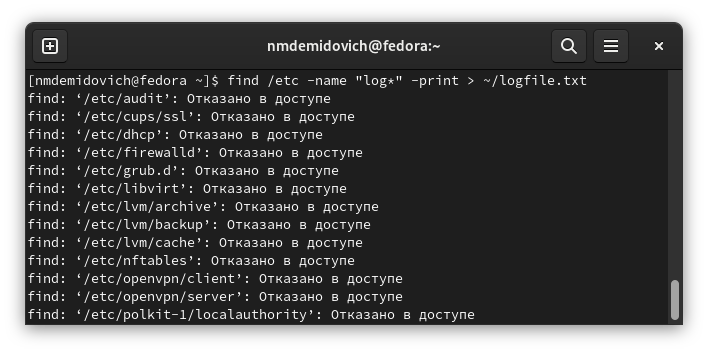 nmdemidovich@fedora:~
[nmdemidovich@fedora ~]$ find /etc -name "log*" -print > ~/logfile.txt
find: ‘/etc/audit’: Отказано в доступе
find: ‘/etc/cups/ssl’: Отказано в доступе
find: ‘/etc/dhcp’: Отказано в доступе
find: ‘/etc/firewalld’: Отказано в доступе
find: ‘/etc/grub.d’: Отказано в доступе
find: ‘/etc/libvirt’: Отказано в доступе
find: ‘/etc/lvm/archive’: Отказано в доступе
find: ‘/etc/lvm/backup’: Отказано в доступе
find: ‘/etc/lvm/cache’: Отказано в доступе
find: ‘/etc/nftables’: Отказано в доступе
find: ‘/etc/openvpn/client’: Отказано в доступе
find: ‘/etc/openvpn/server’: Отказано в доступе
find: ‘/etc/polkit-1/localauthority’: Отказано в доступе